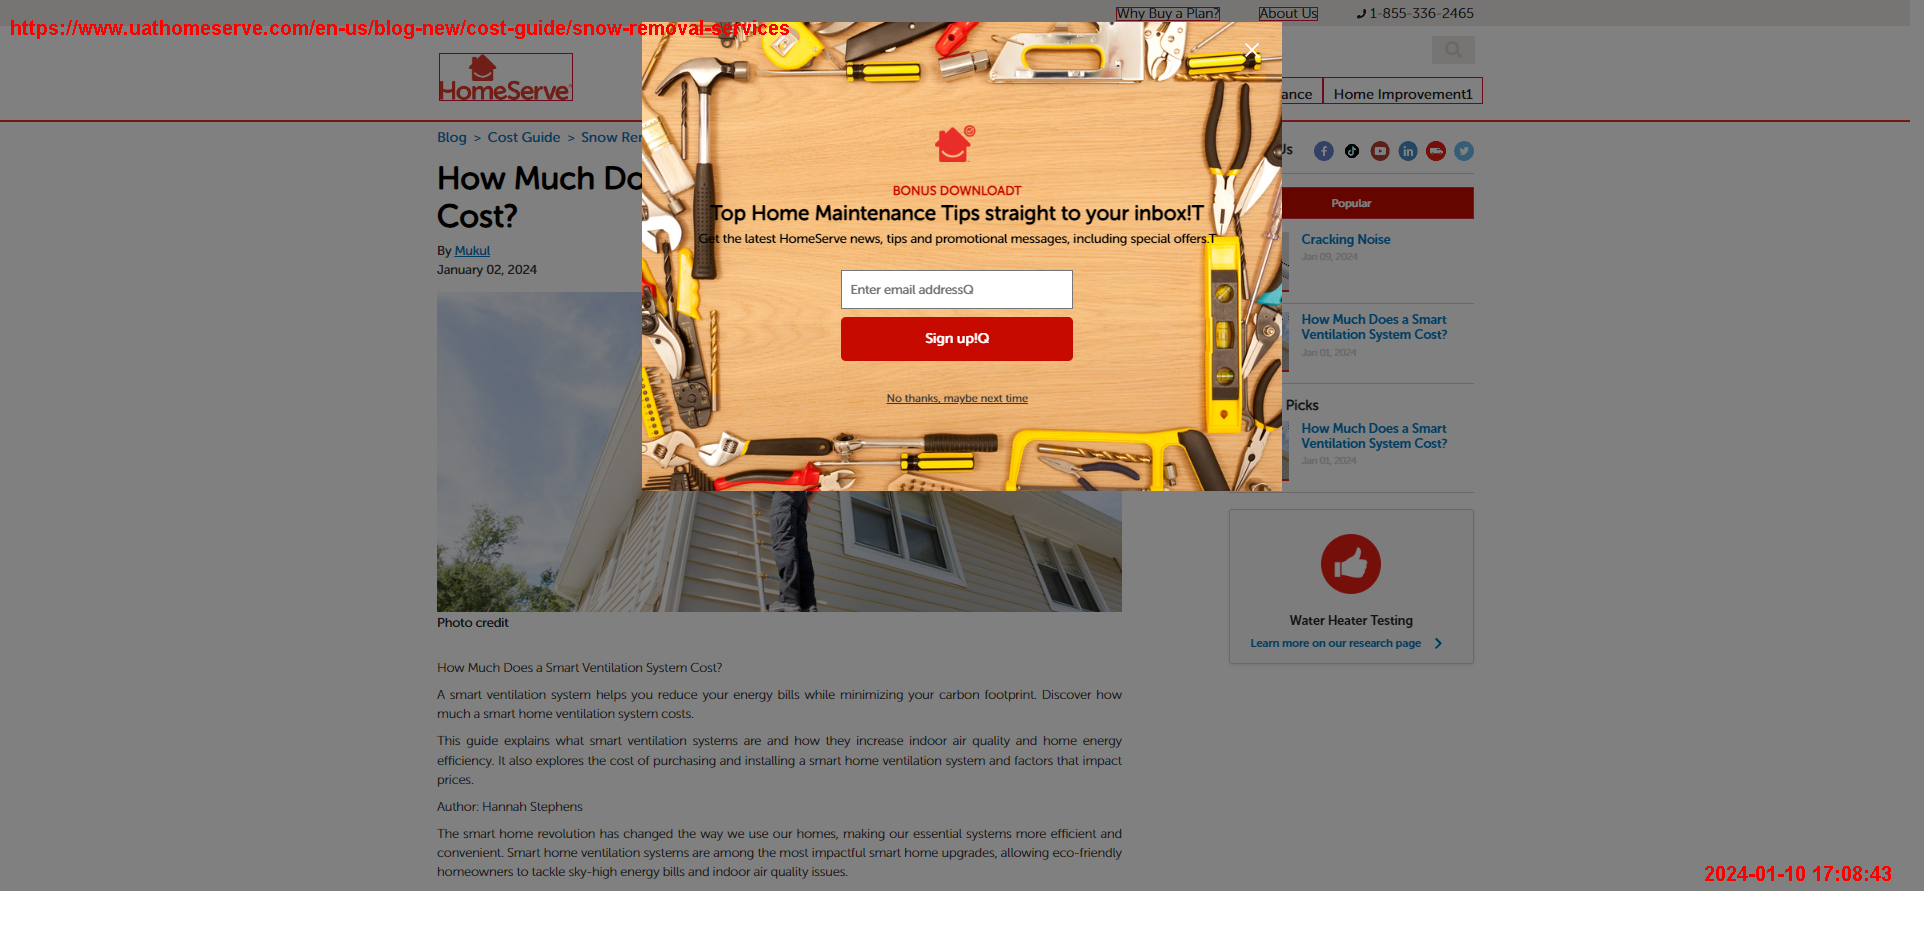 Why Buy a Plan?
About Us
1-855-336-2465
https://www.uathomeserve.com/en-us/blog-new/cost-guide/snow-removal-services
HomeServe
ance
Home Improvement1
Blog > Cost Guide > Snow Re
How Much Do
Cost?
By Mukul
January 02, 2024
BONUS DOWNLOADT
Top Home Maintenance Tips straight to your inbox!T
Get the latest HomeServe news, tips and promotional messages, including special offers.T
Enter email addressQ
Sign up!Q
No thanks, maybe next time
Us
Popular
Cracking Noise
Jan 09, 2024
How Much Does a Smart
Ventilation System Cost?
Jan 01, 2024
Picks
How Much Does a Smart
Ventilation System Cost?
Jan 01, 2024
Water Heater Testing
Learn more on our research page
Photo credit
How Much Does a Smart Ventilation System Cost?
A smart ventilation system helps you reduce your energy bills while minimizing your carbon footprint. Discover how
much a smart home ventilation system costs.
This guide explains what smart ventilation systems are and how they increase indoor air quality and home energy
efficiency. It also explores the cost of purchasing and installing a smart home ventilation system and factors that impact
prices.
Author: Hannah Stephens
The smart home revolution has changed the way we use our homes, making our essential systems more efficient and
convenient. Smart home ventilation systems are among the most impactful smart home upgrades, allowing eco-friendly
homeowners to tackle sky-high energy bills and indoor air quality issues.
2024-01-10 17:08:43